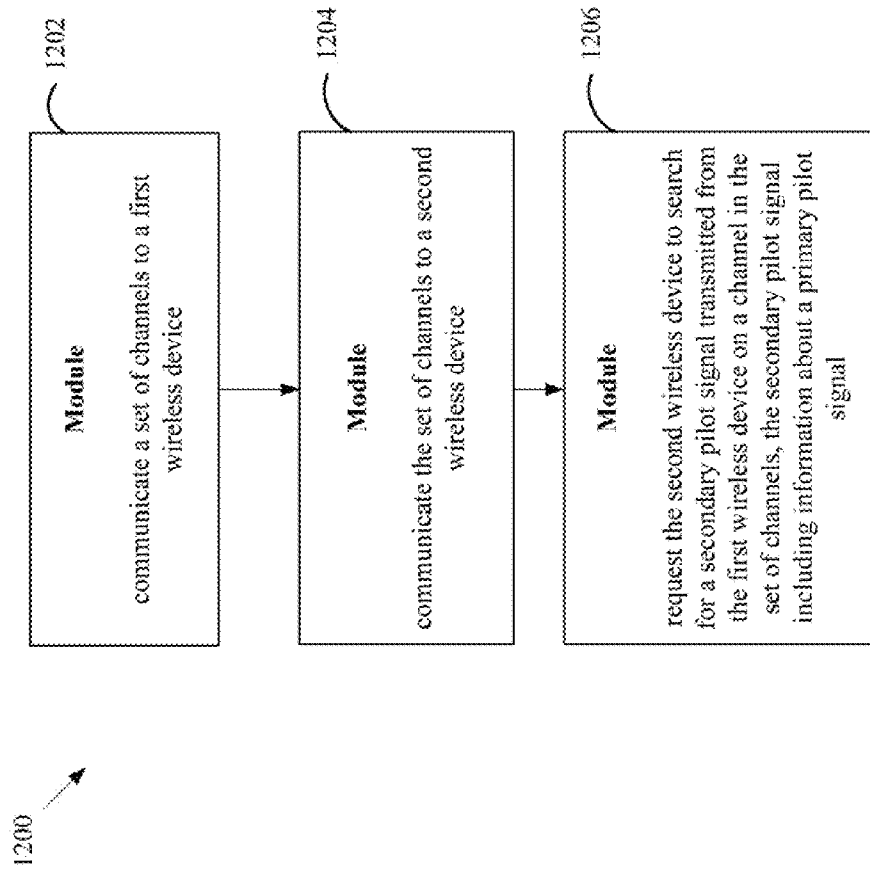 1200
1202
Module
communicate a set of channels to a first
wireless device
1204
Module
communicate the set of channels to a second
wireless device
1206
Module
request the second wireless device to search
for a secondary pilot signal transmitted from
the first wireless device on a channel in the
set of channels, the secondary pilot signal
including information about a primary pilot
signal